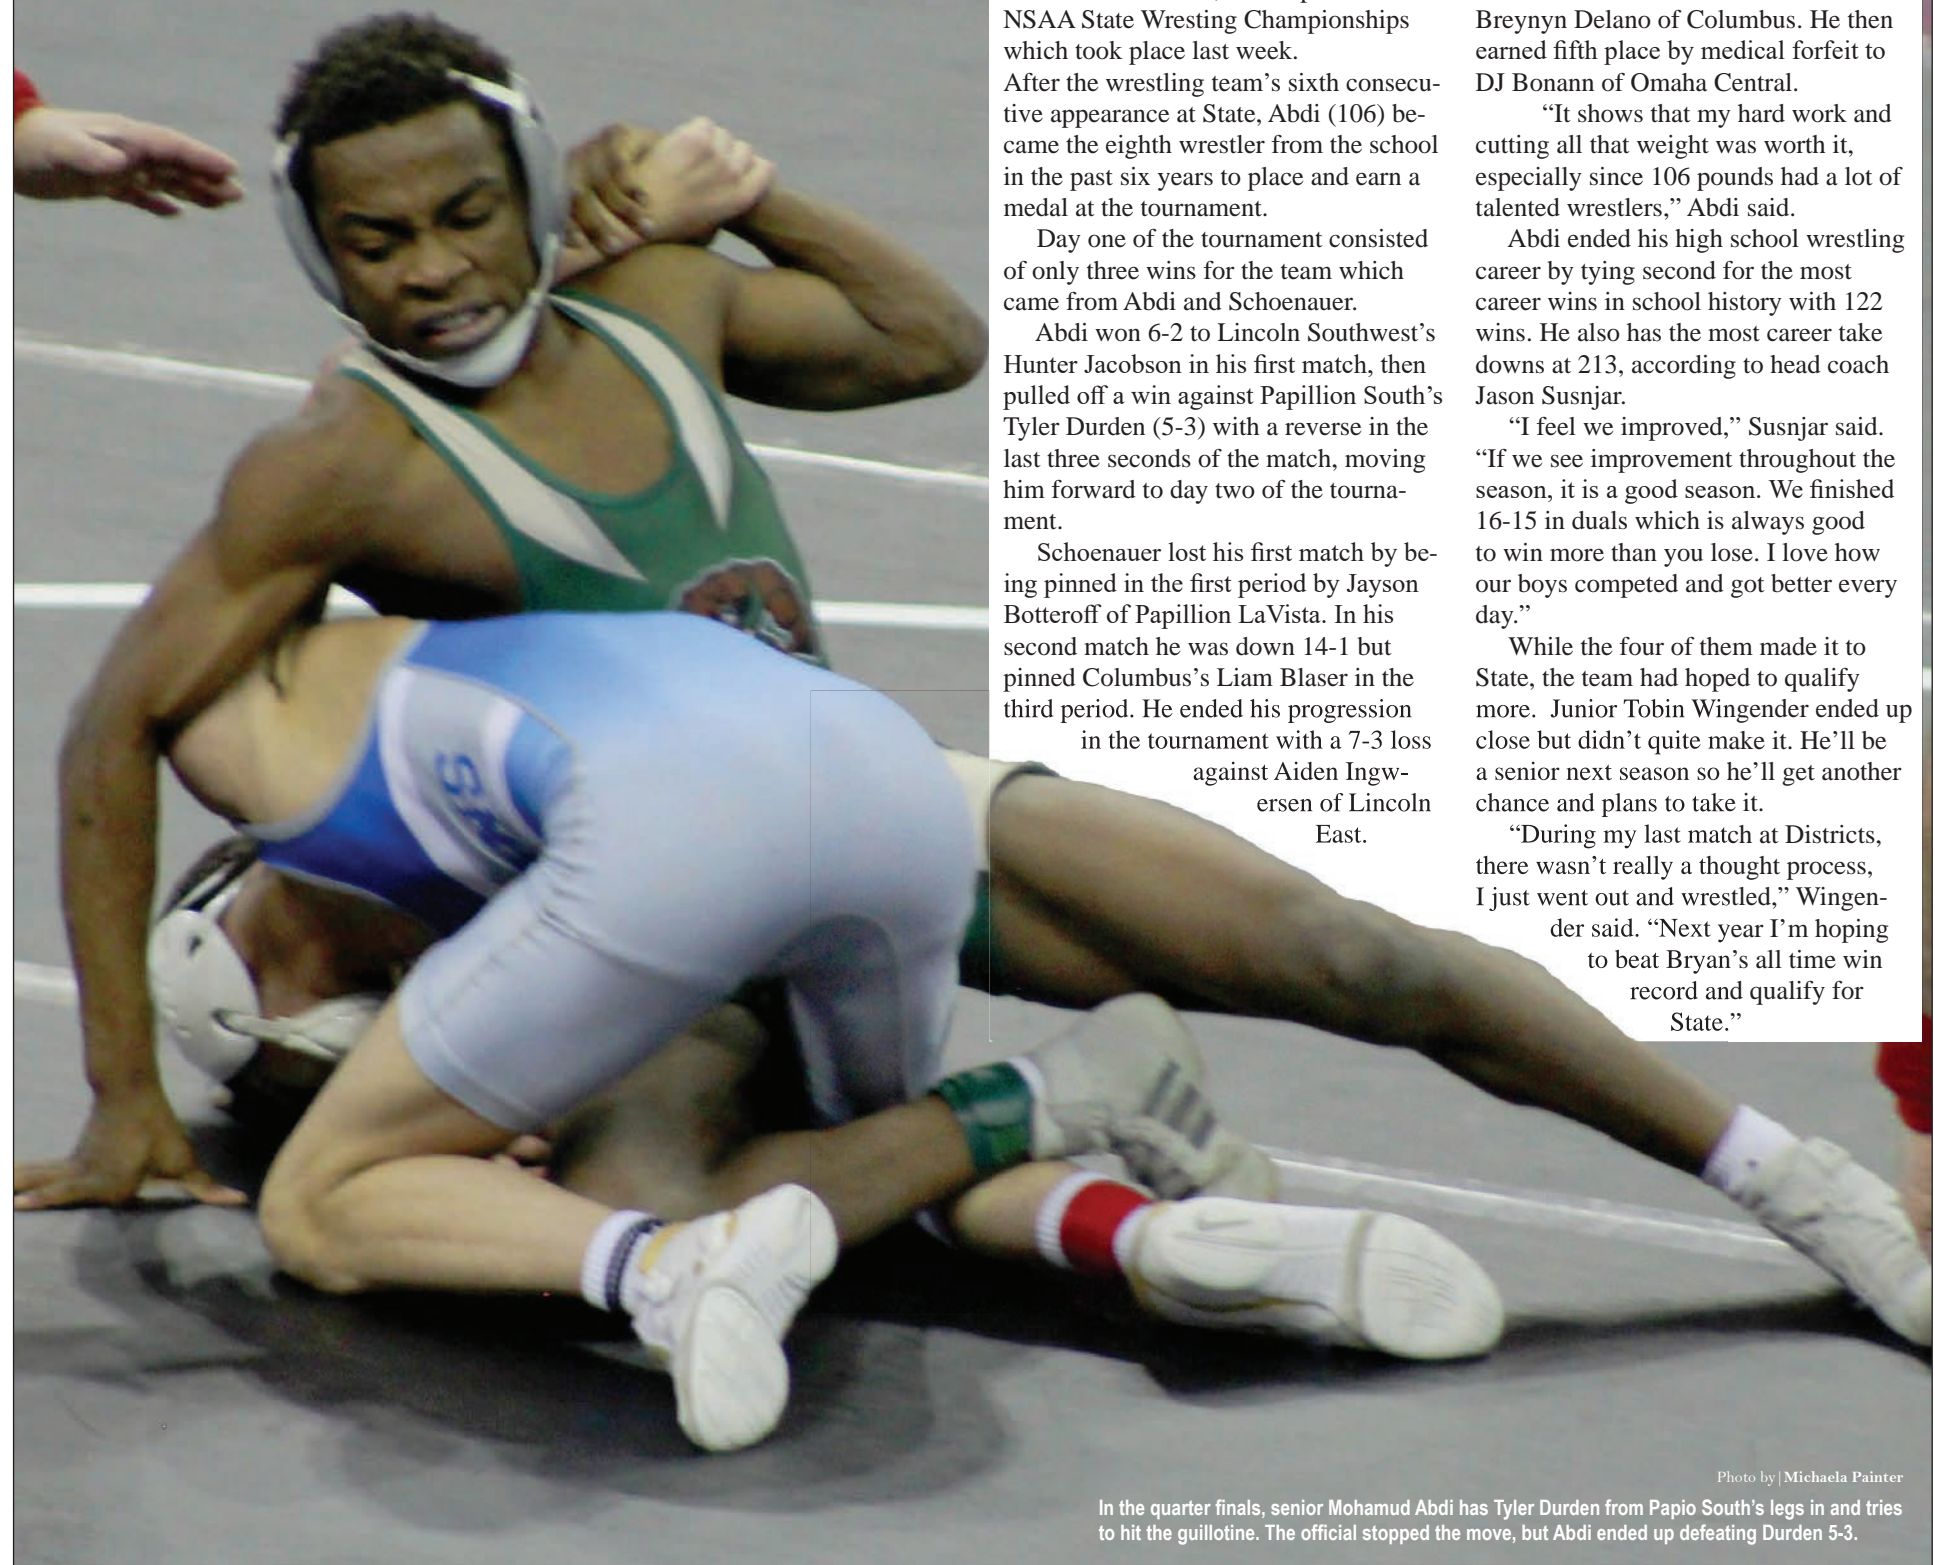 NSAA State Wresting Championships
which took place last week.
After the wrestling team's sixth consecu-
tive appearance at State, Abdi (106) be-
came the eighth wrestler from the school
in the past six years to place and earn a
medal at the tournament.
Day one of the tournament consisted
of only three wins for the team which
came from Abdi and Schoenauer.
Abdi won 6-2 to Lincoln Southwest's
Hunter Jacobson in his first match, then
pulled off a win against Papillion South's
Tyler Durden (5-3) with a reverse in the
last three seconds of the match, moving
him forward to day two of the tourna-
ment.
Schoenauer lost his first match by be-
ing pinned in the first period by Jayson
Botteroff of Papillion LaVista. In his
second match he was down 14-1 but
pinned Columbus's Liam Blaser in the
third period. He ended his progression
in the tournament with a 7-3 loss
against Aiden Ingw-
ersen of Lincoln
East.
Breynyn Delano of Columbus. He then
earned fifth place by medical forfeit to
DJ Bonann of Omaha Central.
“It shows that my hard work and
cutting all that weight was worth it,
especially since 106 pounds had a lot of
talented wrestlers,” Abdi said.
Abdi ended his high school wrestling
career by tying second for the most
career wins in school history with 122
wins. He also has the most career take
downs at 213, according to head coach
Jason Susnjar.
“I feel we improved,” Susnjar said.
“If we see improvement throughout the
season, it is a good season. We finished
16-15 in duals which is always good
to win more than you lose. I love how
our boys competed and got better every
day.”
While the four of them made it to
State, the team had hoped to qualify
more. Junior Tobin Wingender ended up
close but didn't quite make it. He'll be
a senior next season so he'll get another
chance and plans to take it.
“During my last match at Districts,
there wasn't really a thought process,
I just went out and wrestled,” Wingen-
der said. “Next year I'm hoping
to beat Bryan's all time win
record and qualify for
State.”
Photo by|Michaela Painter
In the quarter finals, senior Mohamud Abdi has Tyler Durden from Papio South's legs in and tries
to hit the guillotine. The official stopped the move, but Abdi ended up defeating Durden 5-3.